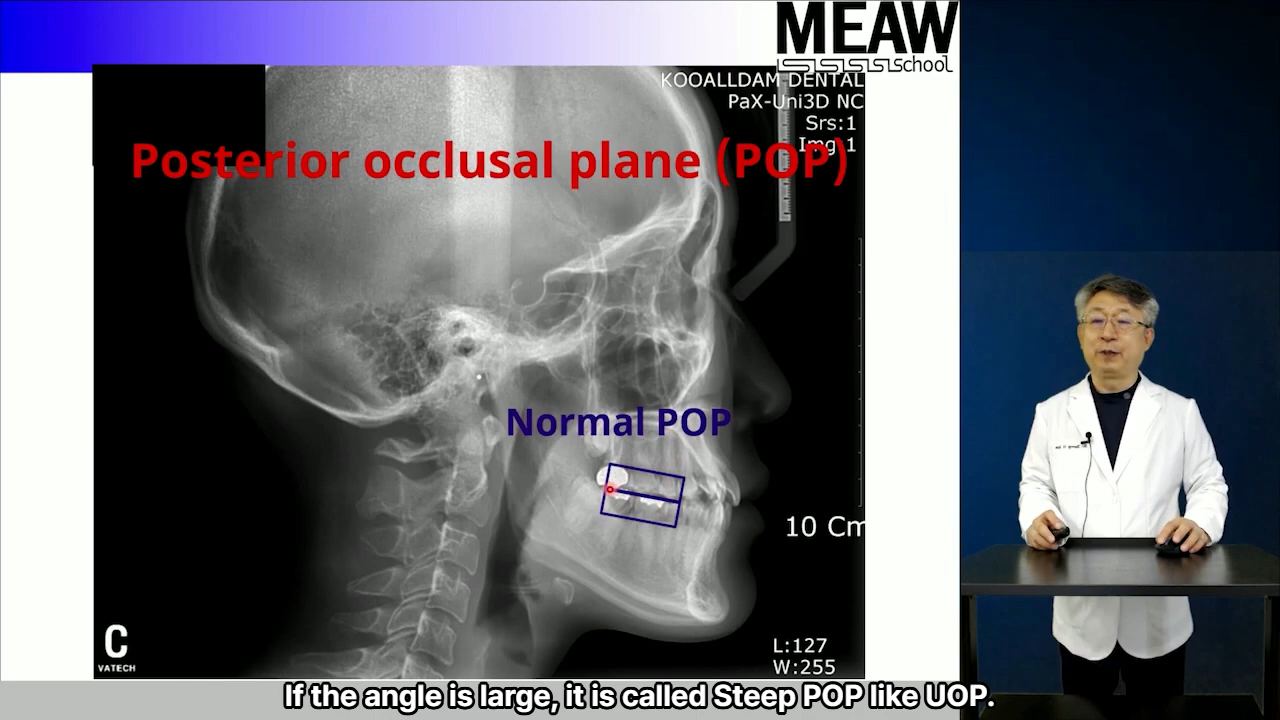 MEAW
school
KOOALLDAM DENTAL
PaX-Uni3D NC
Srs:1
Img:1
Posterior occlusal plane (POP)
Normal POP
10 Cm
L:127
W:255
C
VATECH
If the angle is large, it is called Steep POP like UOP.